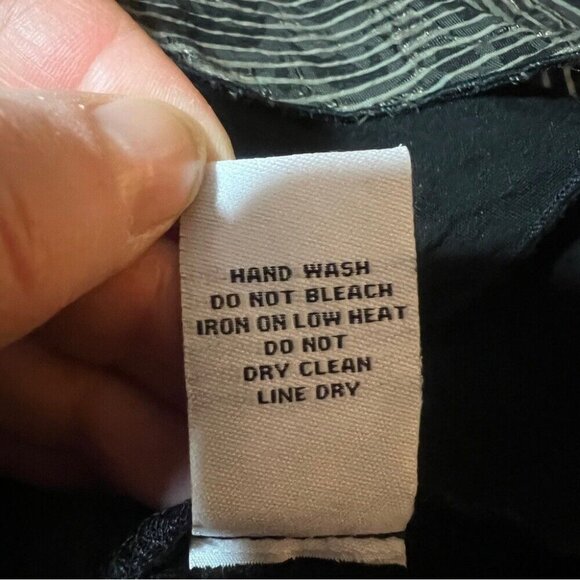 HAND WASH
DO NOT BLEACH
IRON ON LOW HEAT
DO NOT
DRY CLEAN
LINE DRY